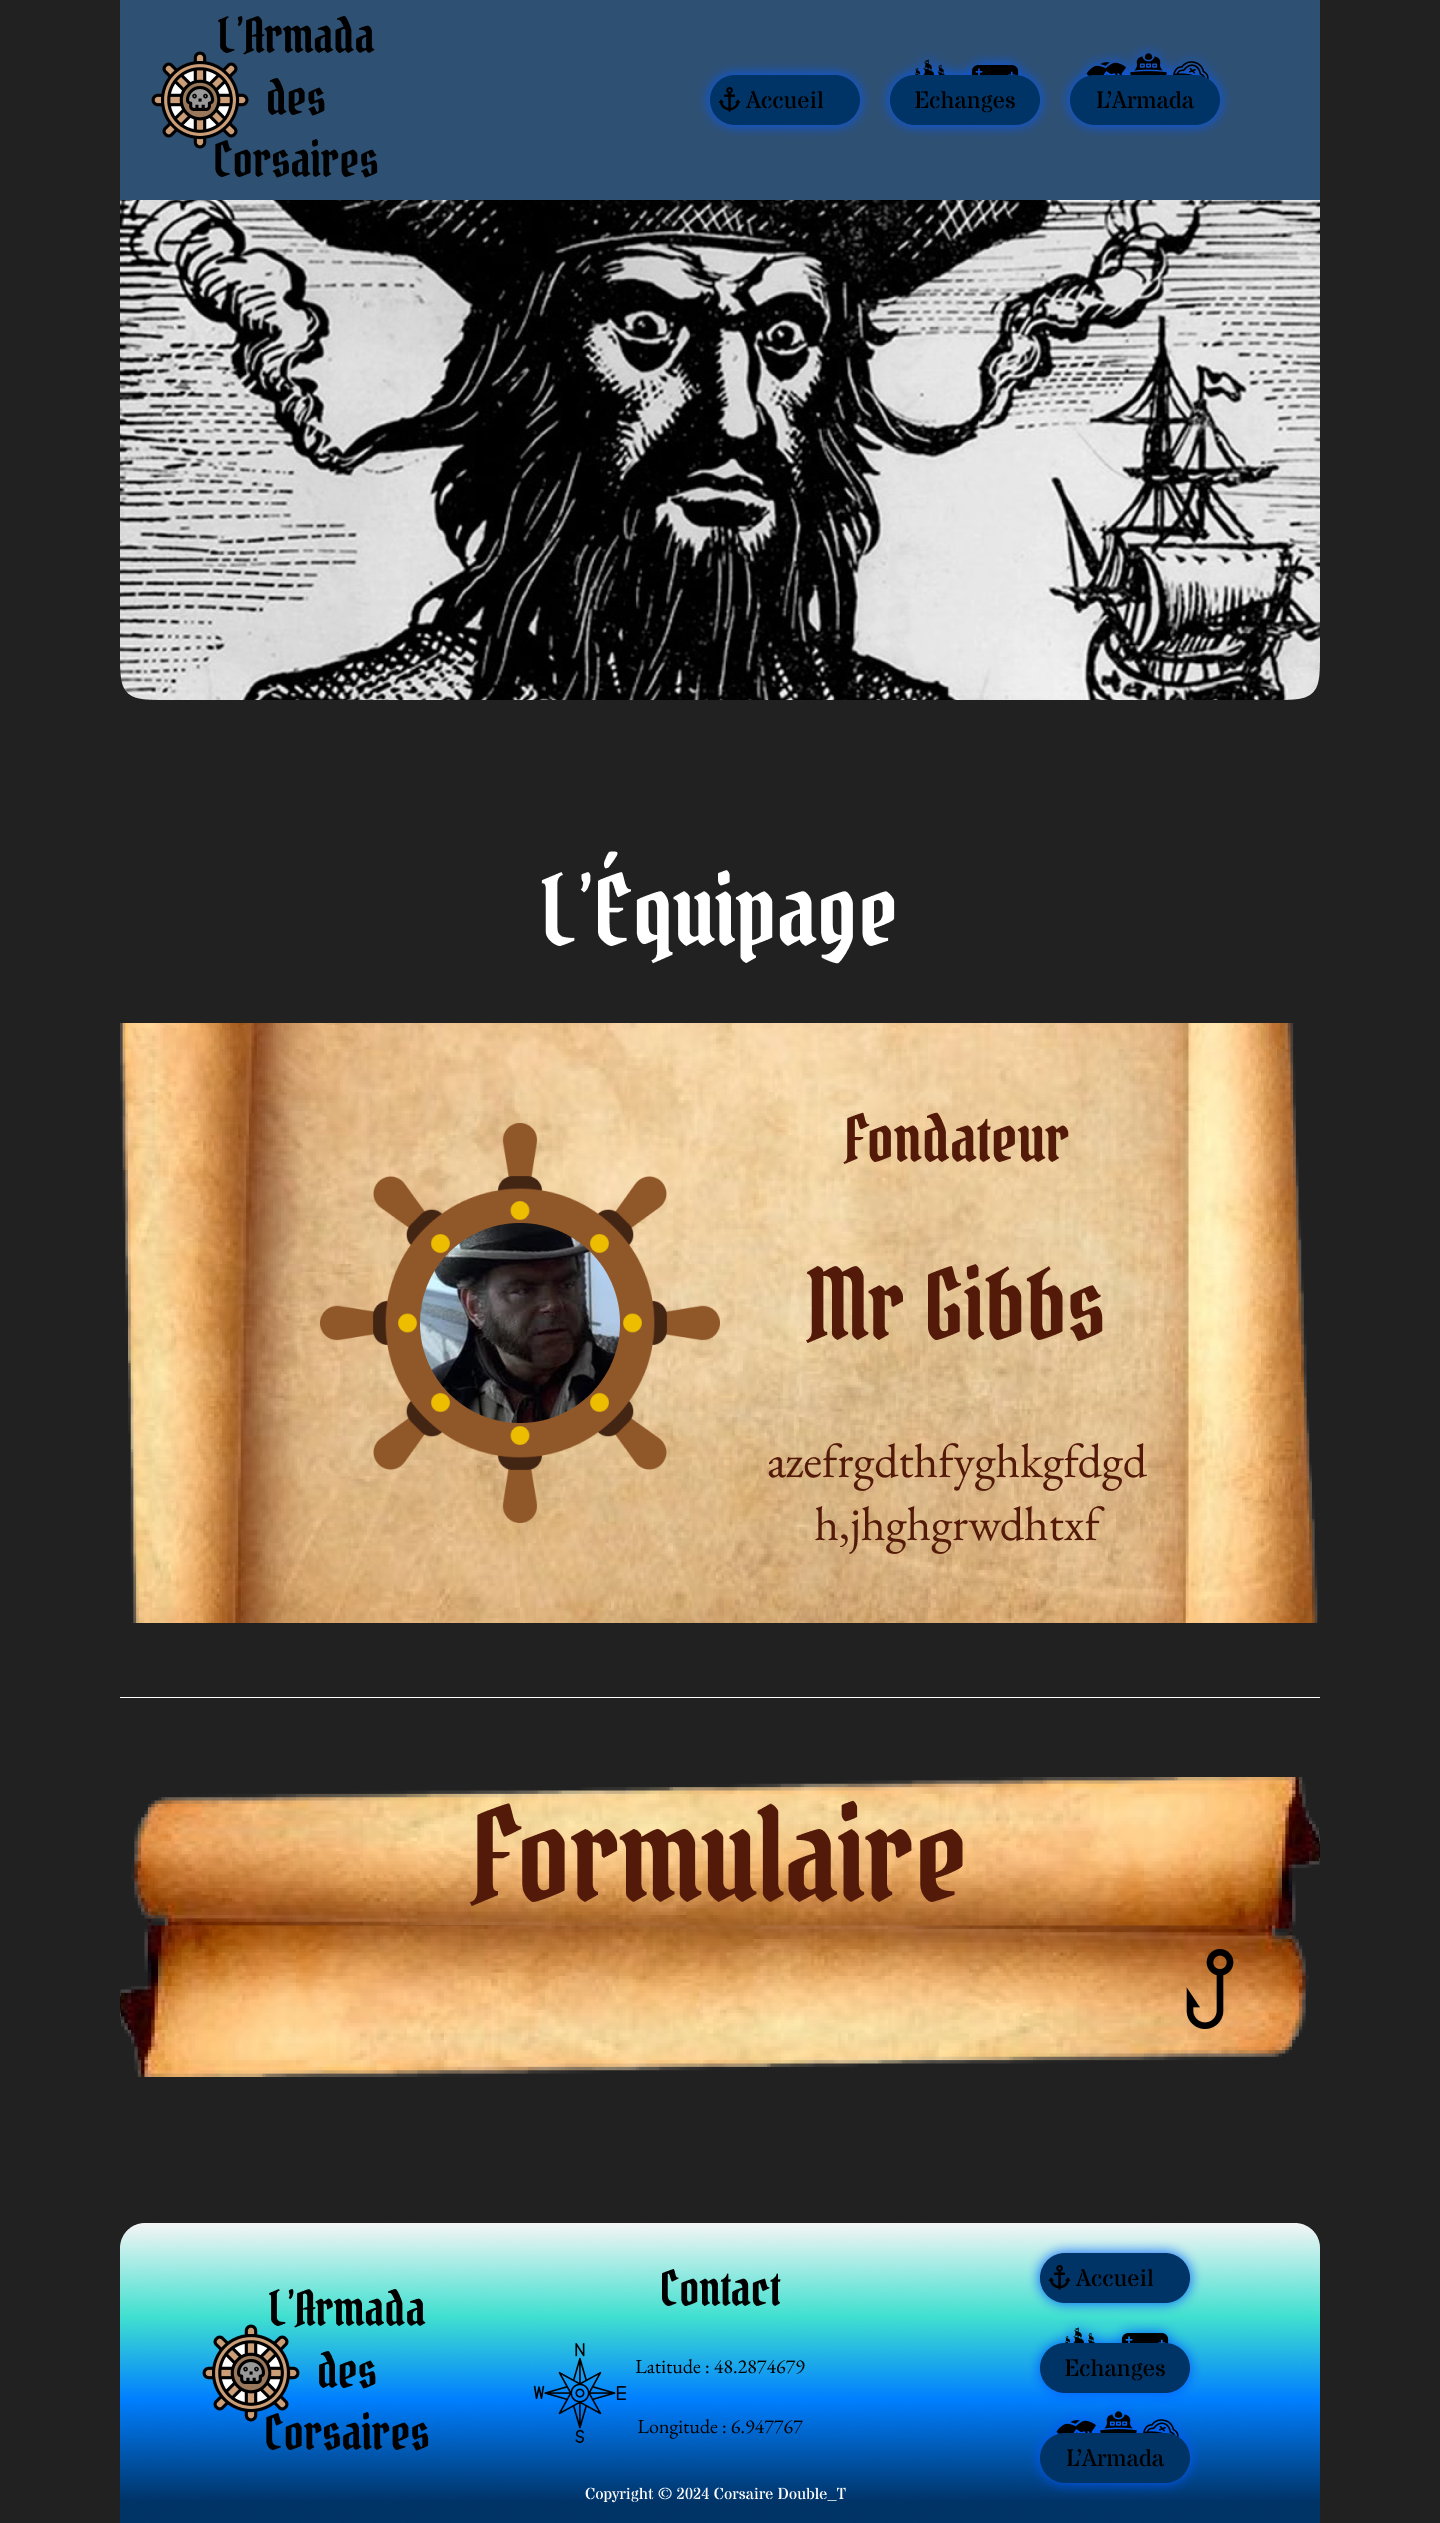 L'Armada
des
Corsaires
Accueil
Echanges
L'Armada
L'Équipage
Fondateur
Mr Gibbs
azefrgdthfyghkgfdgd
h,jhghgrwdhtxf
Formulaire
L'Armada
des
Corsaires
Contact
N
W
E
S
Latitude : 48.2874679
Longitude : 6.947767
Accueil
Echanges
L'Armada
Copyright © 2024 Corsaire Double_T